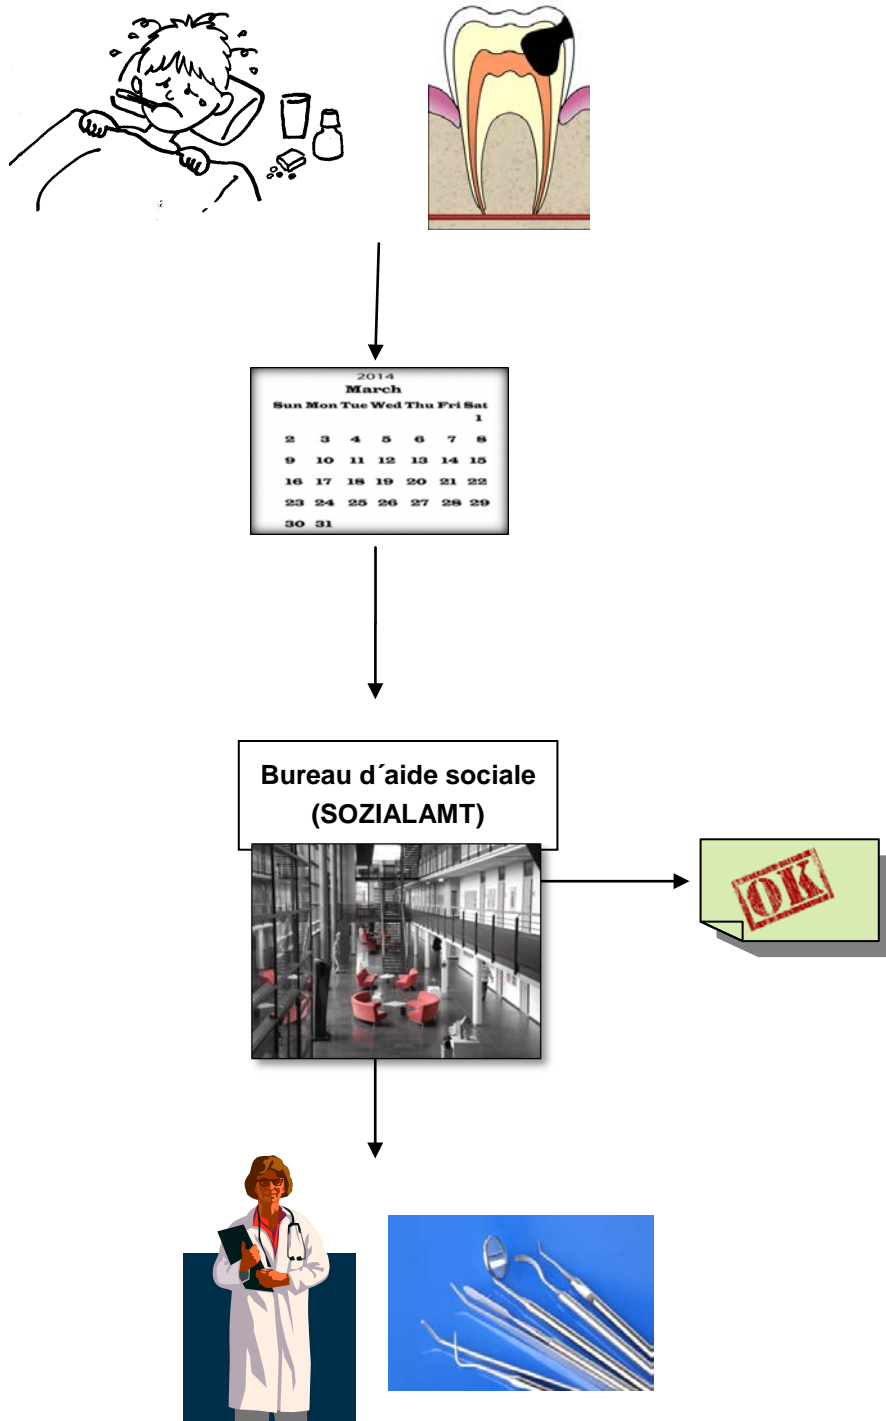 2014
March
Sun Mon Tue Wed Thu Fri Sat
1
2 3 4 5 6 7 8
9 10 11 12 13 14 15
16 17 18 19 20 21 22
23 24 25 26 27 28 29
30 31
Bureau d´aide sociale
(SOZIALAMT)
OK